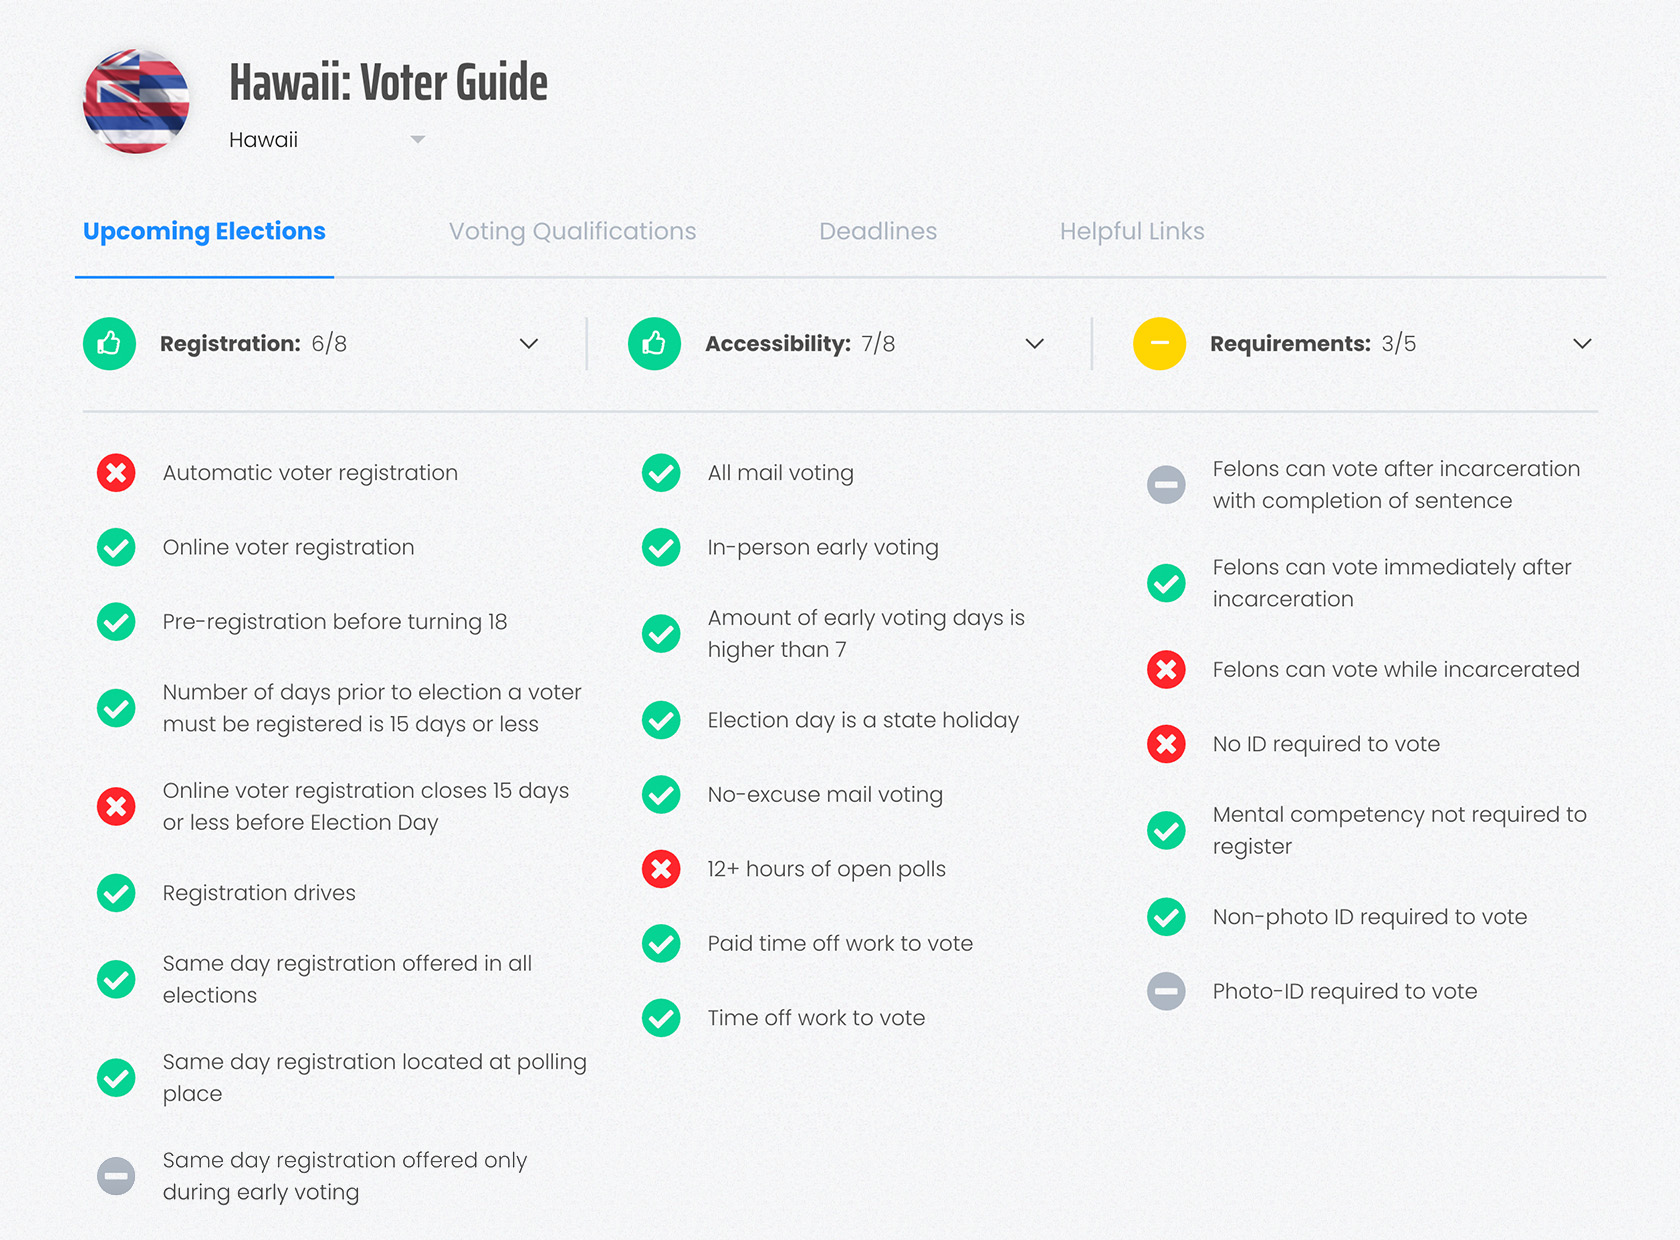 Hawaii: Voter Guide
Hawaii
Upcoming Elections
Voting Qualifications
Deadlines
Helpful Links
Registration: 6/8
Automatic voter registration
Online voter registration
Pre-registration before turning 18
Number of days prior to election a voter
must be registered is 15 days or less
Online voter registration closes 15 days
or less before Election Day
Registration drives
Same day registration offered in all
elections
Same day registration located at polling
place
Same day registration offered only
during early voting
Accessibility: 7/8
All mail voting
In-person early voting
Amount of early voting days is
higher than 7
Election day is a state holiday
No-excuse mail voting
12+ hours of open polls
Paid time off work to vote
Time off work to vote
Requirements: 3/5
Felons can vote after incarceration
with completion of sentence
Felons can vote immediately after
incarceration
Felons can vote while incarcerated
No ID required to vote
Mental competency not required to
register
Non-photo ID required to vote
Photo-ID required to vote